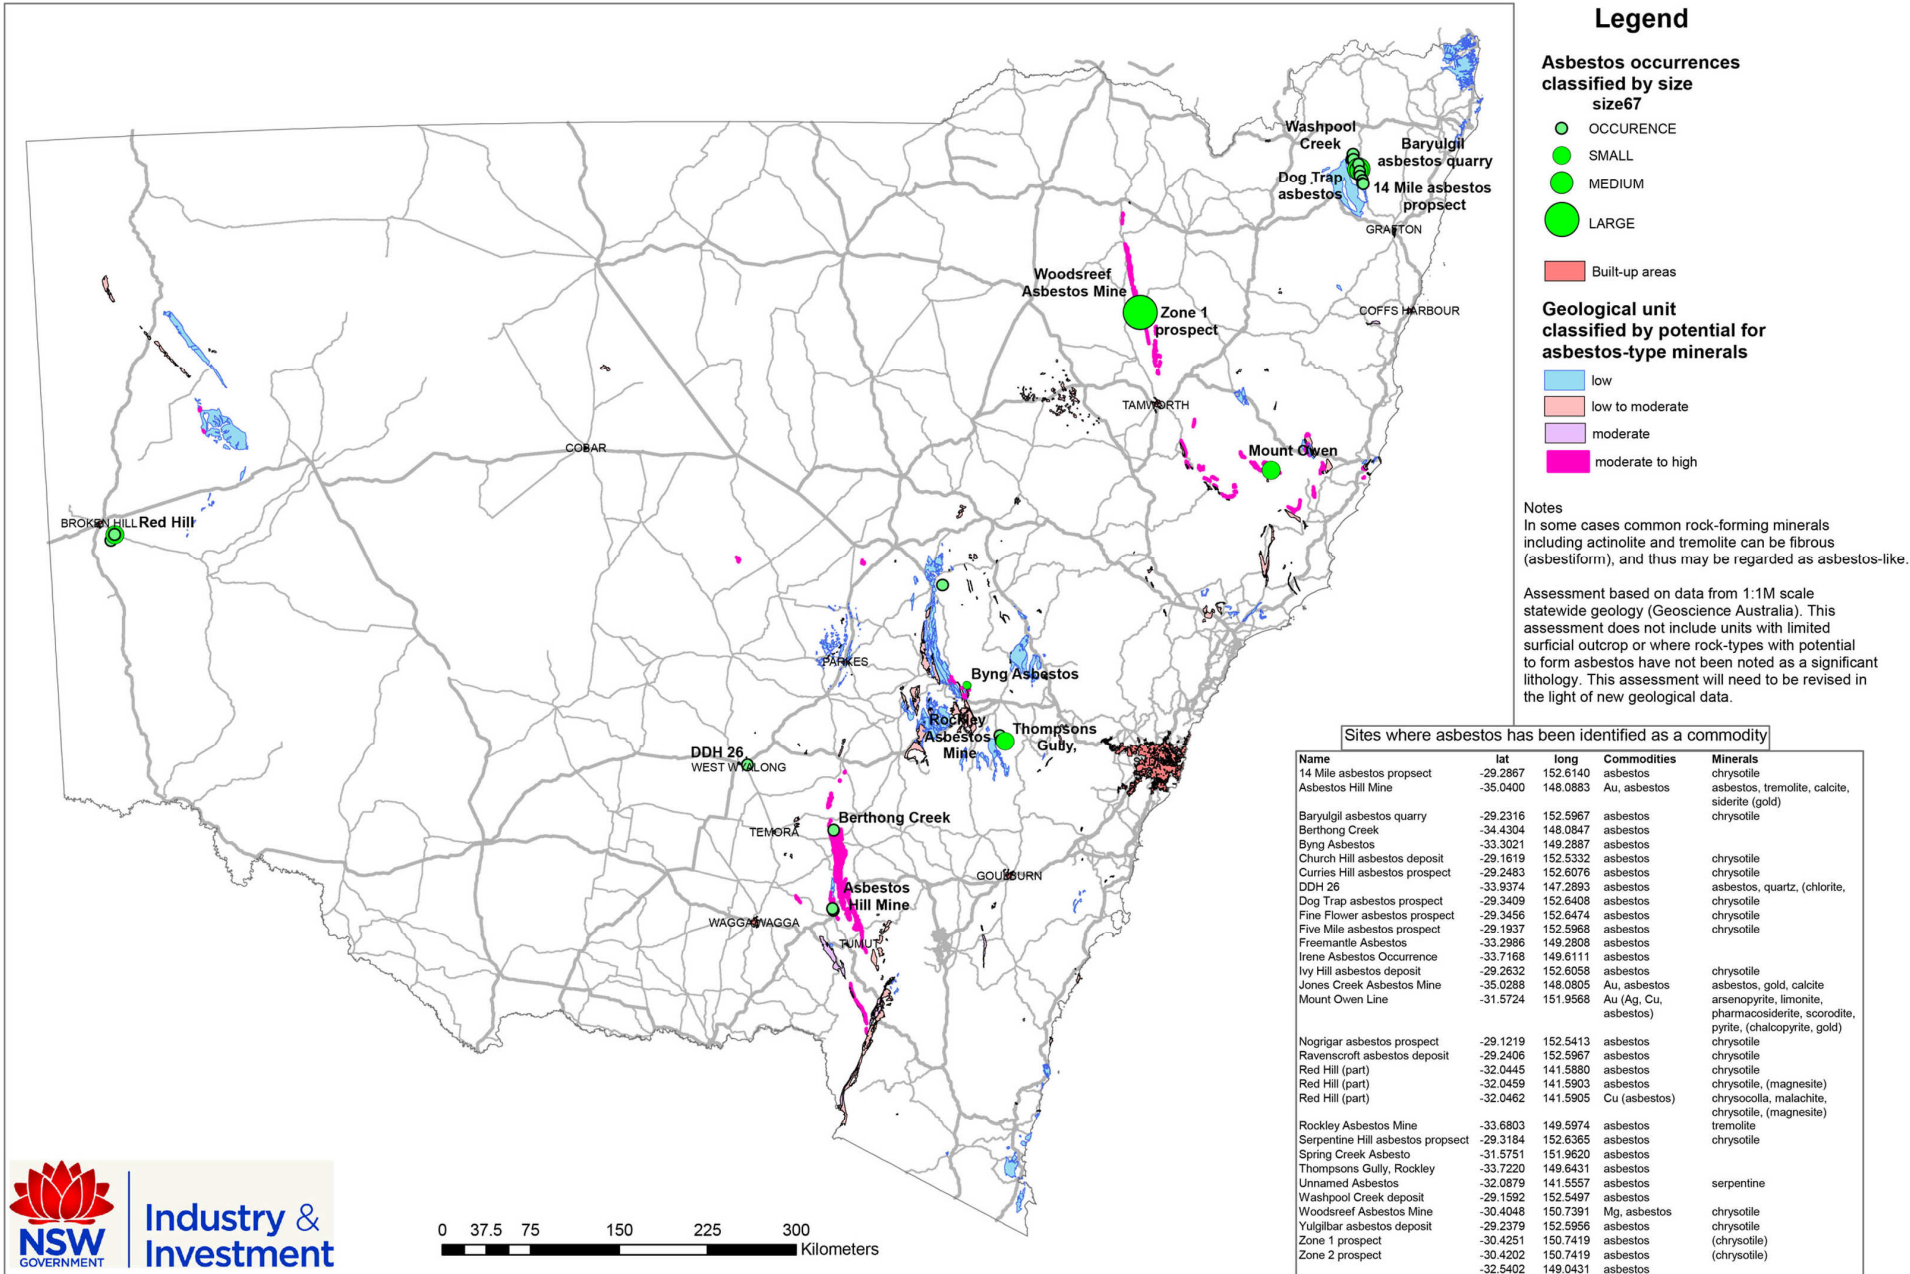 Legend
Asbestos occurrences
classified by size
size67
OCCURENCE
SMALL
MEDIUM
LARGE
Built-up areas
Geological unit
classified by potential for
asbestos-type minerals
low
low to moderate
moderate
moderate to high
Notes
In some cases common rock-forming minerals
including actinolite and tremolite can be fibrous
(asbestiform), and thus may be regarded as asbestos-like.
Assessment based on data from 1:1M scale
statewide geology (Geoscience Australia). This
assessment does not include units with limited
surficial outcrop or where rock-types with potential
to form asbestos have not been noted as a significant
lithology. This assessment will need to be revised in
the light of new geological data.
Washpool
Creek
Baryulgil
asbestos quarry
Dog Trap
asbestos
14 Mile asbestos
propsect
GRAFTON
Woodsreef
Asbestos Mine
Zone 1
prospect
COFFS HARBOUR
TAMWORTH
COBAR
Mount Owen
BROKEN HILL
Red Hill
PARKES
Byng Asbestos
Rockley
Asbestos
Mine
Thompsons
Gully,
DDH 26
WEST WYALONG
Berthong Creek
TEMORA
GOULBURN
Asbestos
Hill Mine
WAGGA WAGGA
TUMUT
Sites where asbestos has been identified as a commodity
Name lat long Commodities Minerals
14 Mile asbestos propsect -29.2867 152.6140 asbestos chrysotile
Asbestos Hill Mine -35.0400 148.0883 Au, asbestos asbestos, tremolite, calcite,
siderite (gold)
Baryulgil asbestos quarry -29.2316 152.5967 asbestos chrysotile
Berthong Creek -34.4304 148.0847 asbestos
Byng Asbestos -33.3021 149.2887 asbestos
Church Hill asbestos deposit -29.1619 152.5332 asbestos chrysotile
Curries Hill asbestos prospect -29.2483 152.6076 asbestos chrysotile
DDH 26 -33.9374 147.2893 asbestos asbestos, quartz, (chlorite,
Dog Trap asbestos prospect -29.3409 152.6408 asbestos chrysotile
Fine Flower asbestos prospect -29.3456 152.6474 asbestos chrysotile
Five Mile asbestos prospect -29.1937 152.5968 asbestos chrysotile
Freemantle Asbestos -33.2986 149.2808 asbestos
Irene Asbestos Occurrence -33.7168 149.6111 asbestos
Ivy Hill asbestos deposit -29.2632 152.6058 asbestos chrysotile
Jones Creek Asbestos Mine -35.0288 148.0805 Au, asbestos asbestos, gold, calcite
Mount Owen Line -31.5724 151.9568 Au (Ag, Cu, arsenopyrite, limonite,
asbestos) pharmacosiderite, scorodite,
pyrite, (chalcopyrite, gold)
Nogrigar asbestos prospect -29.1219 152.5413 asbestos chrysotile
Ravenscroft asbestos deposit -29.2406 152.5967 asbestos chrysotile
Red Hill (part) -32.0445 141.5880 asbestos chrysotile
Red Hill (part) -32.0459 141.5903 asbestos chrysotile, (magnesite)
Red Hill (part) -32.0462 141.5905 Cu (asbestos) chrysocolla, malachite,
chrysotile, (magnesite)
Rockley Asbestos Mine -33.6803 149.5974 asbestos tremolite
Serpentine Hill asbestos propsect -29.3184 152.6365 asbestos chrysotile
Spring Creek Asbesto -31.5751 151.9620 asbestos
Thompsons Gully, Rockley -33.7220 149.6431 asbestos
Unnamed Asbestos -32.0879 141.5557 asbestos serpentine
Washpool Creek deposit -29.1592 152.5497 asbestos
Woodsreef Asbestos Mine -30.4048 150.7391 Mg, asbestos chrysotile
Yulgilbar asbestos deposit -29.2379 152.5956 asbestos chrysotile
Zone 1 prospect -30.4251 150.7419 asbestos (chrysotile)
Zone 2 prospect -30.4202 150.7419 asbestos (chrysotile)
-32.5402 149.0431 asbestos
NSW
GOVERNMENT
Industry &
Investment
0 37.5 75 150 225 300
Kilometers